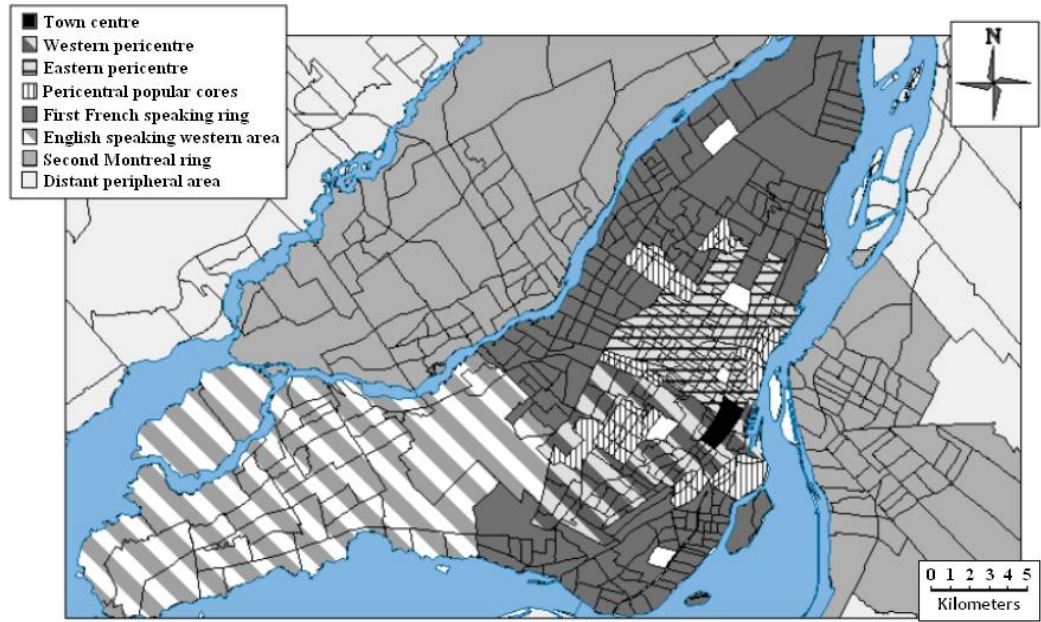 Town centre
Western pericentre
Eastern pericentre
Pericentral popular cores
First French speaking ring
English speaking western area
Second Montreal ring
Distant peripheral area
N
0 1 2 3 4 5
Kilometers